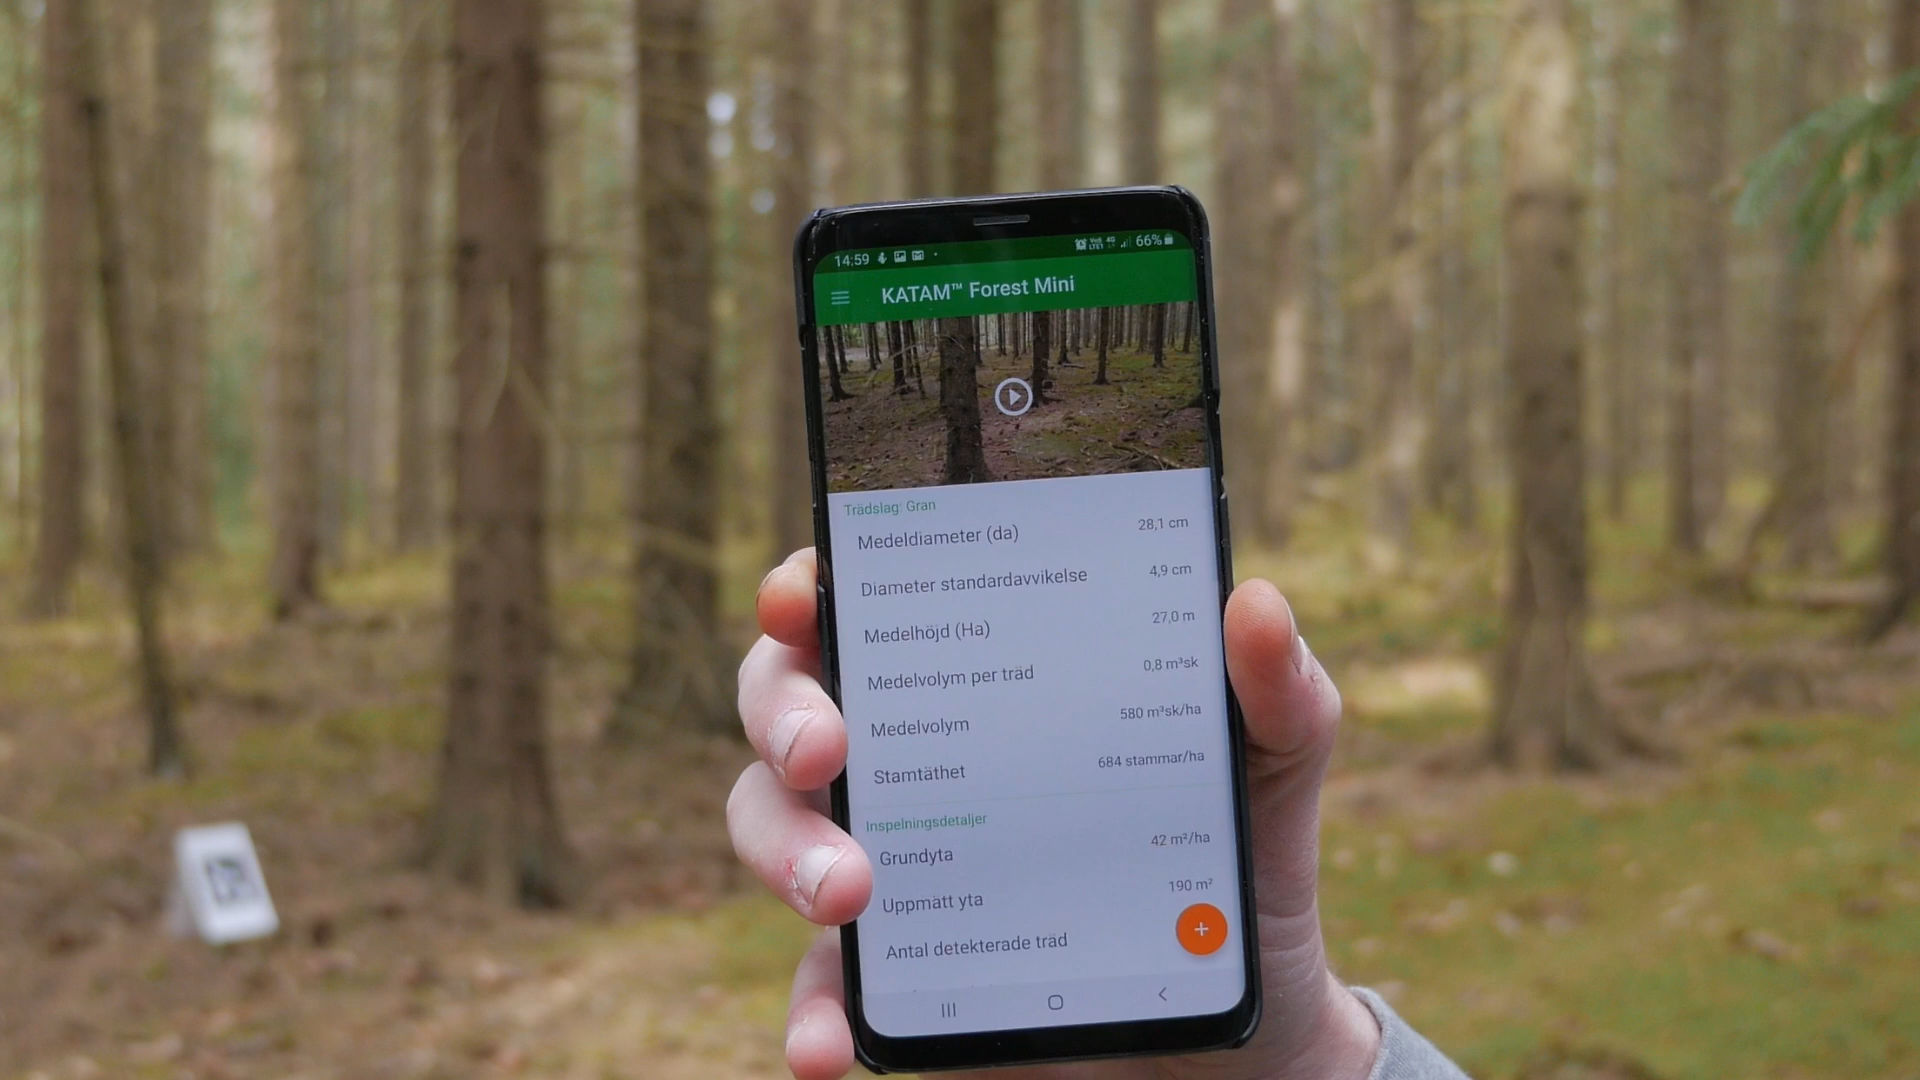 14:59 66%
KATAM™ Forest Mini
Trädslag: Gran
Medeldiameter (da) 28,1 cm
Diameter standardavvikelse 4,9 cm
Medelhöjd (Ha) 27,0 m
Medelvolym per träd 0,8 m³sk
Medelvolym 580 m³sk/ha
Stamtäthet 684 stammar/ha
Inspelningsdetaljer
Grundyta 42 m²/ha
Uppmätt yta 190 m²
Antal detekterade träd